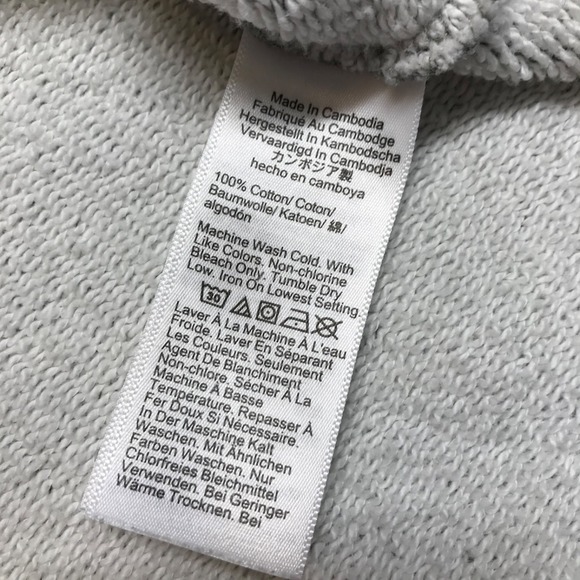 Made In Cambodia
Fabriqué Au Cambodge
Hergestellt In Kambodscha
Vervaardigd In Cambodja
カンボジア製
hecho en camboya
100% Cotton/ Coton/
Baumwolle/ Katoen/ 綿/
algodón
Machine Wash Cold. With
Like Colors. Non-chlorine
Bleach Only. Tumble Dry
Low. Iron On Lowest Setting.
30
Laver À La Machine À L'eau
Froide. Laver En Séparant
Les Couleurs. Seulement
Agent De Blanchiment
Non-chlore. Sécher À La
Machine À Basse
Température. Repasser À
Fer Doux Si Nécessaire.
In Der Maschine Kalt
Waschen. Mit Ähnlichen
Farben Waschen. Nur
Chlorfreies Bleichmittel
Verwenden. Bei Geringer
Wärme Trocknen. Bei